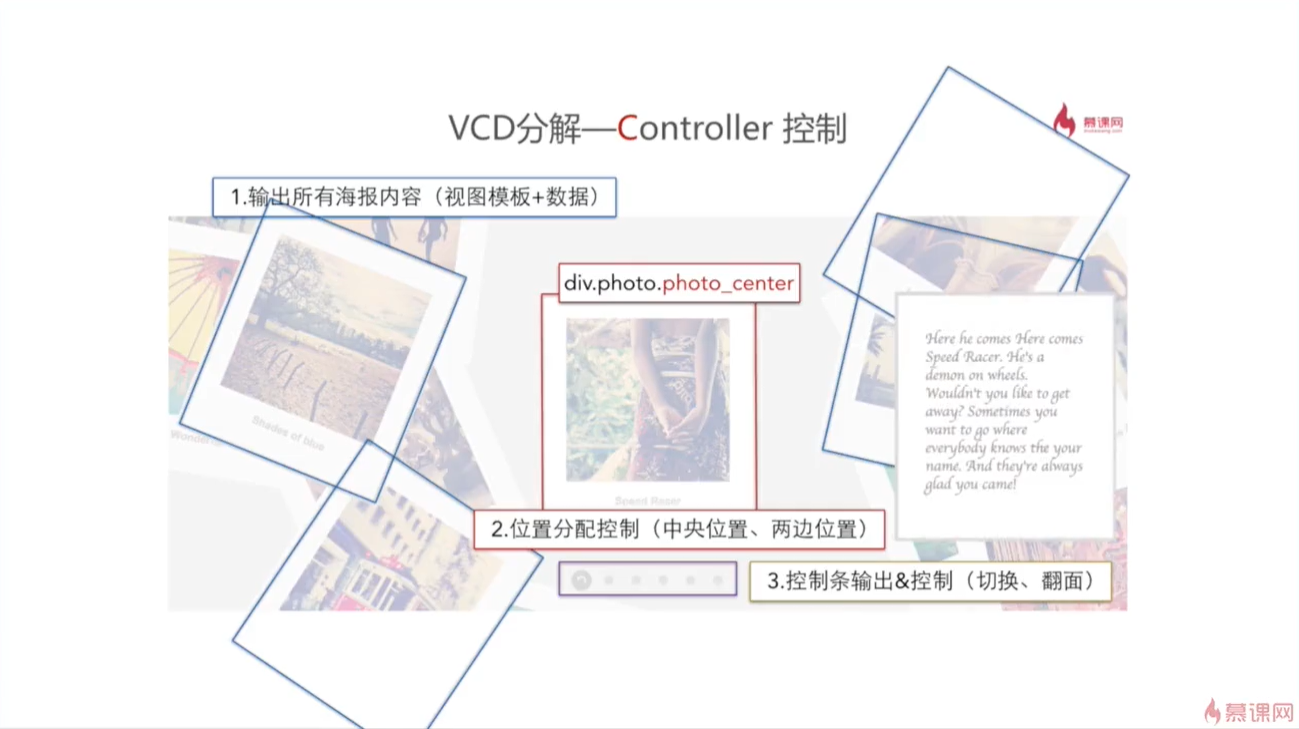 VCD分解—Controller 控制
慕课网
1.输出所有海报内容（视图模板+数据）
div.photo.photo_center
Here he comes Here comes
Speed Racer. He's a
demon on wheels.
Wouldn't you like to get
away? Sometimes you
want to go where
everybody knows the your
name. And they're always
glad you came!
Shades of blue
Speed Racer
2.位置分配控制（中央位置、两边位置）
3.控制条输出&控制（切换、翻面）
慕课网